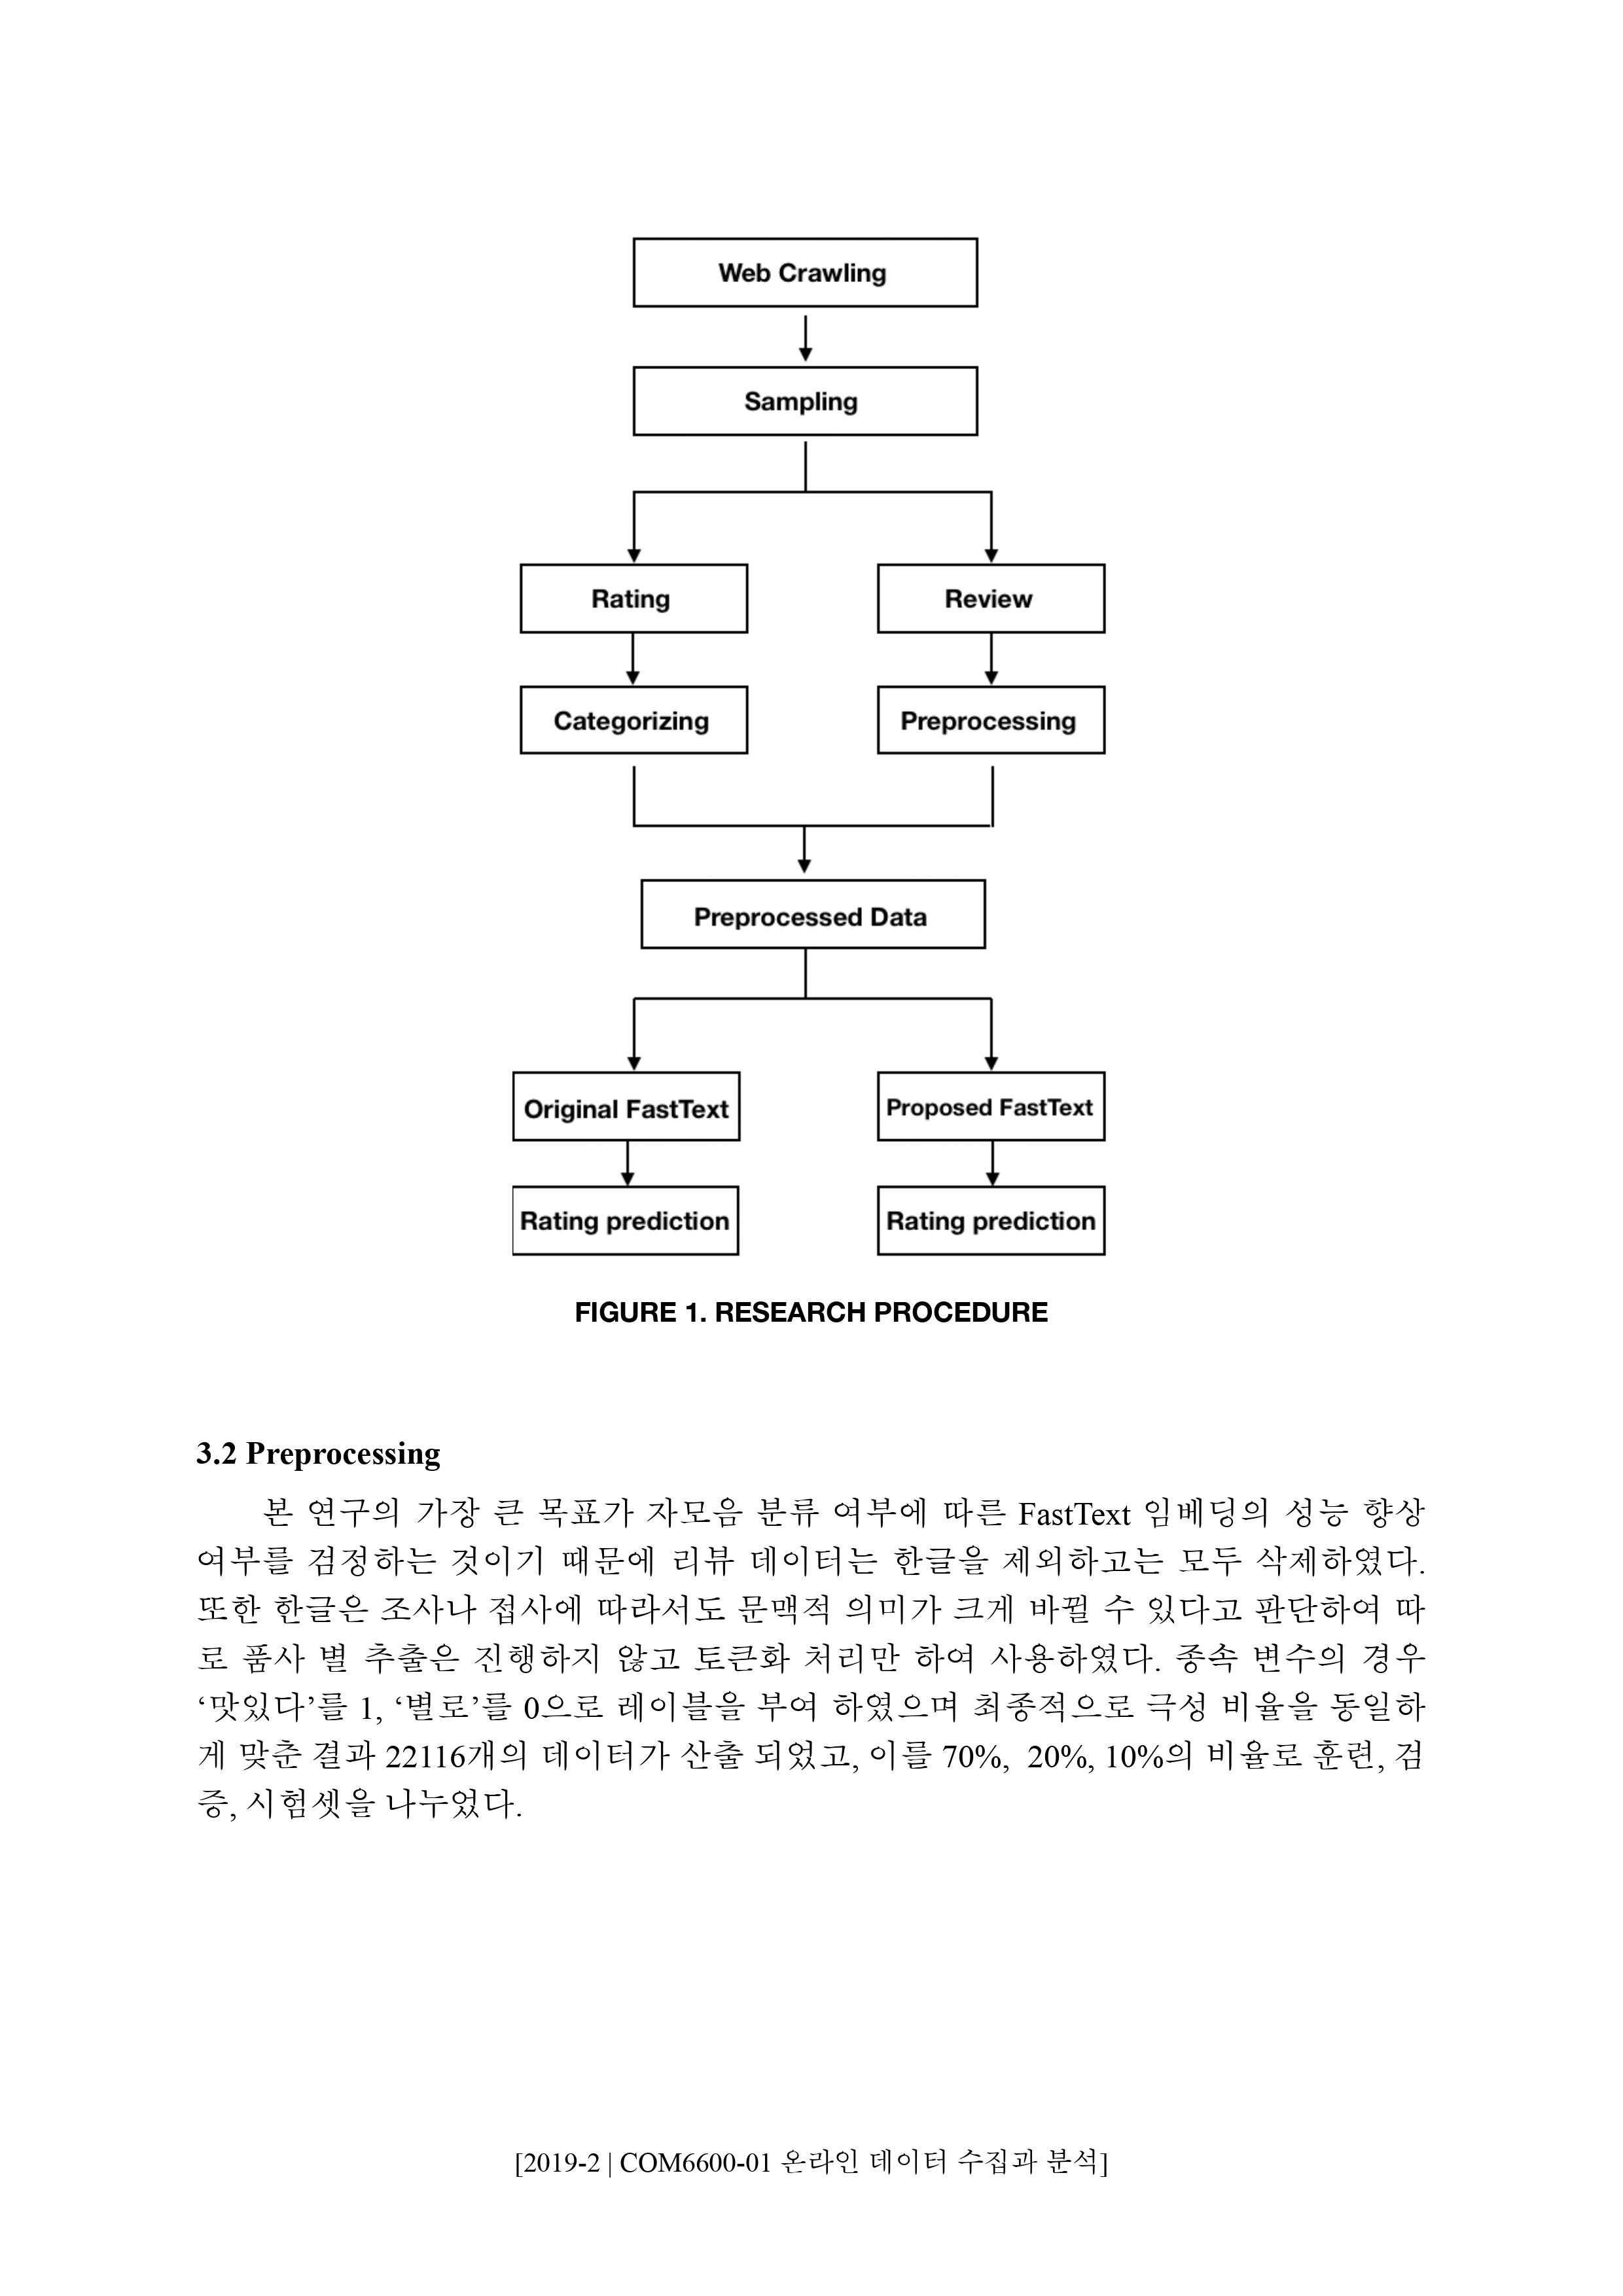 Web Crawling
Sampling
Rating
Review
Categorizing
Preprocessing
Preprocessed Data
Original FastText
Proposed FastText
Rating prediction
Rating prediction
FIGURE 1. RESEARCH PROCEDURE
3.2 Preprocessing
본 연구의 가장 큰 목표가 자모음 분류 여부에 따른 FastText 임베딩의 성능 향상
여부를 검정하는 것이기 때문에 리뷰 데이터는 한글을 제외하고는 모두 삭제하였다.
또한 한글은 조사나 접사에 따라서도 문맥적 의미가 크게 바뀔 수 있다고 판단하여 따
로 품사 별 추출은 진행하지 않고 토큰화 처리만 하여 사용하였다. 종속 변수의 경우
‘맛있다’를 1, ‘별로’를 0으로 레이블을 부여 하였으며 최종적으로 극성 비율을 동일하
게 맞춘 결과 22116개의 데이터가 산출 되었고, 이를 70%, 20%, 10%의 비율로 훈련, 검
증, 시험셋을 나누었다.
[2019-2 | COM6600-01 온라인 데이터 수집과 분석]